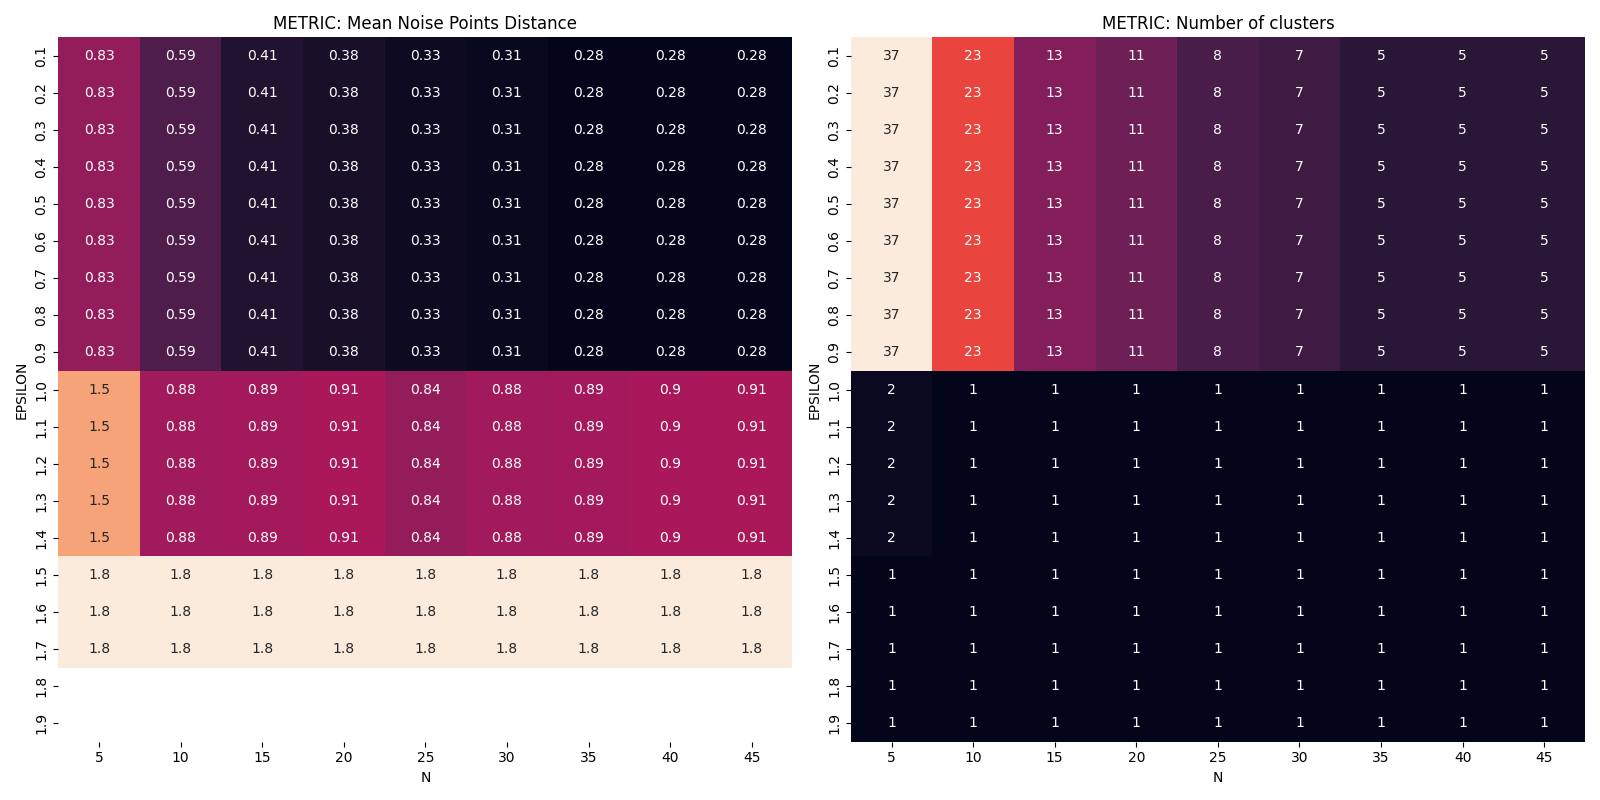 METRIC: Mean Noise Points Distance
EPSILON
0.1 0.83 0.59 0.41 0.38 0.33 0.31 0.28 0.28 0.28
0.2 0.83 0.59 0.41 0.38 0.33 0.31 0.28 0.28 0.28
0.3 0.83 0.59 0.41 0.38 0.33 0.31 0.28 0.28 0.28
0.4 0.83 0.59 0.41 0.38 0.33 0.31 0.28 0.28 0.28
0.5 0.83 0.59 0.41 0.38 0.33 0.31 0.28 0.28 0.28
0.6 0.83 0.59 0.41 0.38 0.33 0.31 0.28 0.28 0.28
0.7 0.83 0.59 0.41 0.38 0.33 0.31 0.28 0.28 0.28
0.8 0.83 0.59 0.41 0.38 0.33 0.31 0.28 0.28 0.28
0.9 0.83 0.59 0.41 0.38 0.33 0.31 0.28 0.28 0.28
1.0 1.5 0.88 0.89 0.91 0.84 0.88 0.89 0.9 0.91
1.1 1.5 0.88 0.89 0.91 0.84 0.88 0.89 0.9 0.91
1.2 1.5 0.88 0.89 0.91 0.84 0.88 0.89 0.9 0.91
1.3 1.5 0.88 0.89 0.91 0.84 0.88 0.89 0.9 0.91
1.4 1.5 0.88 0.89 0.91 0.84 0.88 0.89 0.9 0.91
1.5 1.8 1.8 1.8 1.8 1.8 1.8 1.8 1.8 1.8
1.6 1.8 1.8 1.8 1.8 1.8 1.8 1.8 1.8 1.8
1.7 1.8 1.8 1.8 1.8 1.8 1.8 1.8 1.8 1.8
1.8
1.9
5 10 15 20 25 30 35 40 45
N
METRIC: Number of clusters
EPSILON
0.1 37 23 13 11 8 7 5 5 5
0.2 37 23 13 11 8 7 5 5 5
0.3 37 23 13 11 8 7 5 5 5
0.4 37 23 13 11 8 7 5 5 5
0.5 37 23 13 11 8 7 5 5 5
0.6 37 23 13 11 8 7 5 5 5
0.7 37 23 13 11 8 7 5 5 5
0.8 37 23 13 11 8 7 5 5 5
0.9 37 23 13 11 8 7 5 5 5
1.0 2 1 1 1 1 1 1 1 1
1.1 2 1 1 1 1 1 1 1 1
1.2 2 1 1 1 1 1 1 1 1
1.3 2 1 1 1 1 1 1 1 1
1.4 2 1 1 1 1 1 1 1 1
1.5 1 1 1 1 1 1 1 1 1
1.6 1 1 1 1 1 1 1 1 1
1.7 1 1 1 1 1 1 1 1 1
1.8 1 1 1 1 1 1 1 1 1
1.9 1 1 1 1 1 1 1 1 1
5 10 15 20 25 30 35 40 45
N